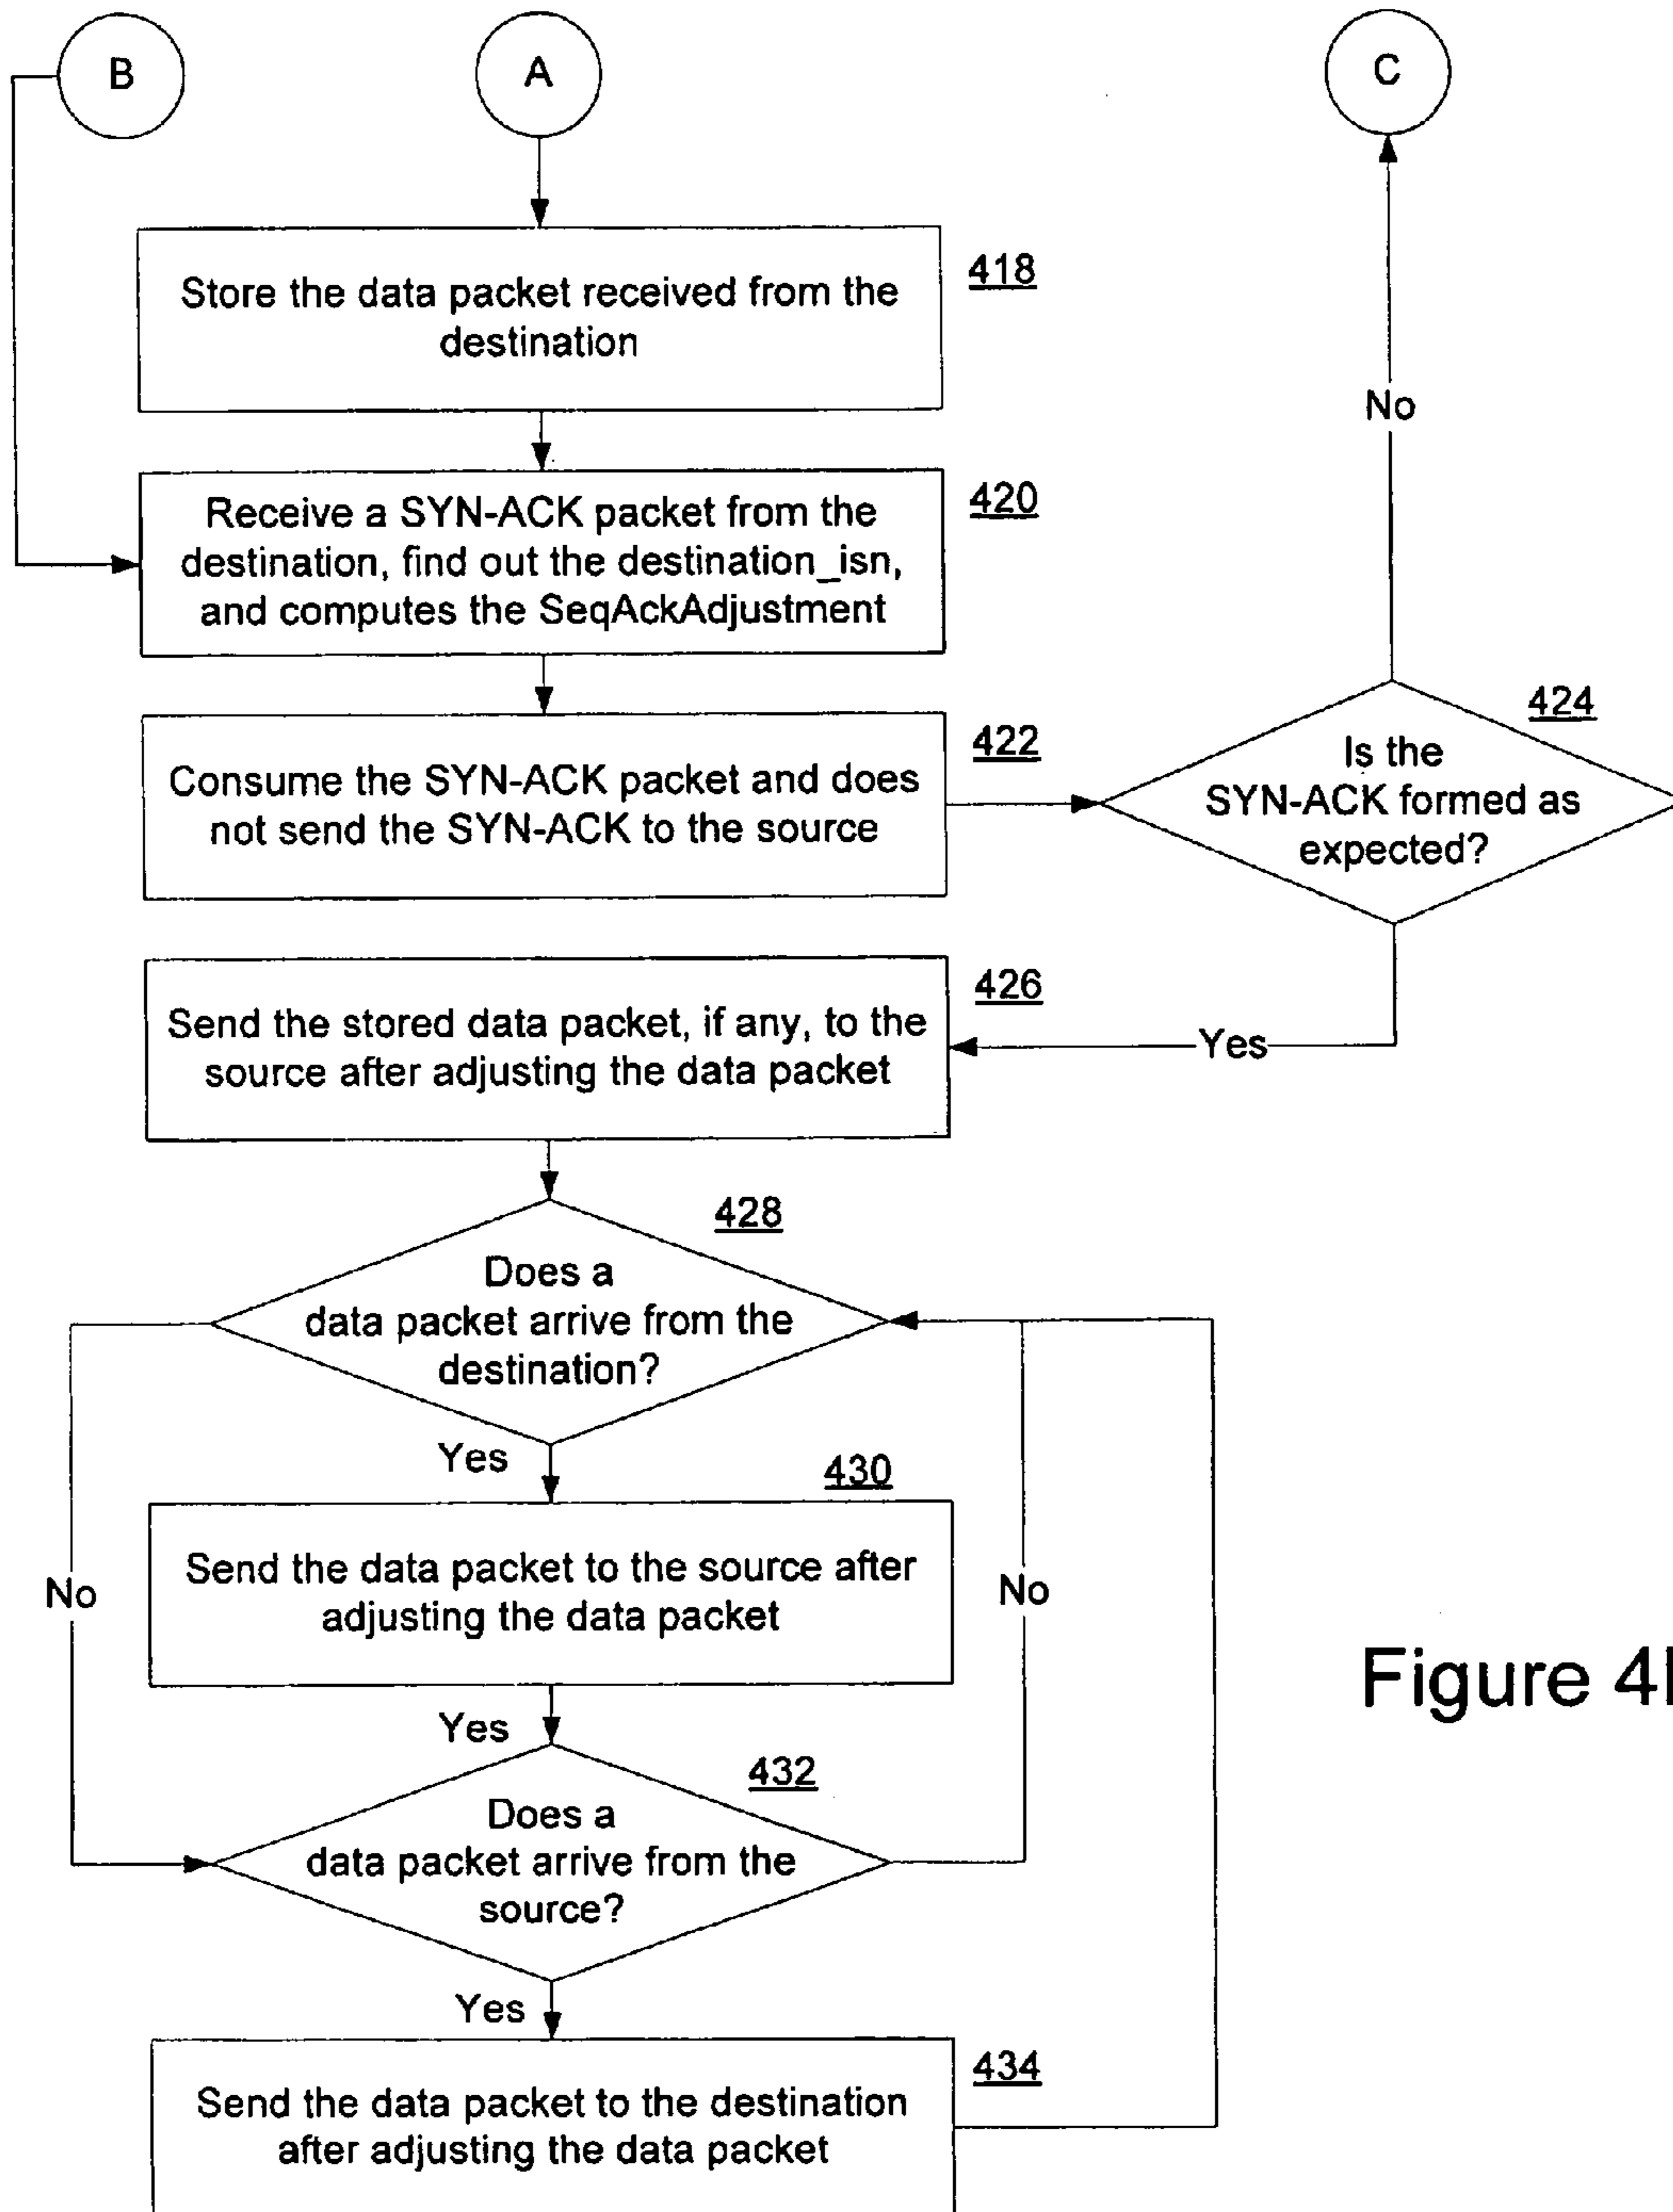 B
A
C
Store the data packet received from the
destination
418
No
Receive a SYN-ACK packet from the
destination, find out the destination_isn,
and computes the SeqAckAdjustment
420
Consume the SYN-ACK packet and does
not send the SYN-ACK to the source
422
424
Is the
SYN-ACK formed as
expected?
Send the stored data packet, if any, to the
source after adjusting the data packet
426
Yes
428
Does a
data packet arrive from the
destination?
Yes
430
Send the data packet to the source after
adjusting the data packet
No
No
Yes
432
Does a
data packet arrive from the
source?
Yes
434
Send the data packet to the destination
after adjusting the data packet
Figure 4